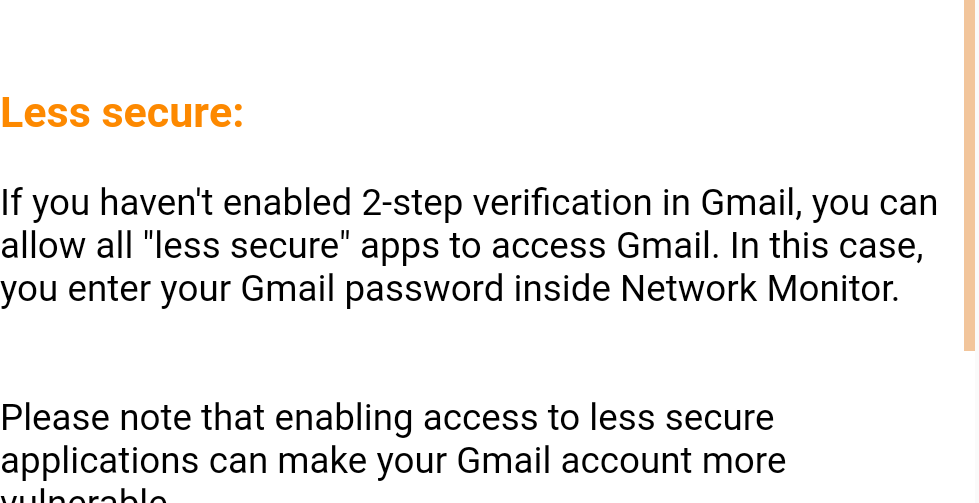 Less secure:
If you haven't enabled 2-step verification in Gmail, you can
allow all "less secure" apps to access Gmail. In this case,
you enter your Gmail password inside Network Monitor.
Please note that enabling access to less secure
applications can make your Gmail account more
vulnerable.